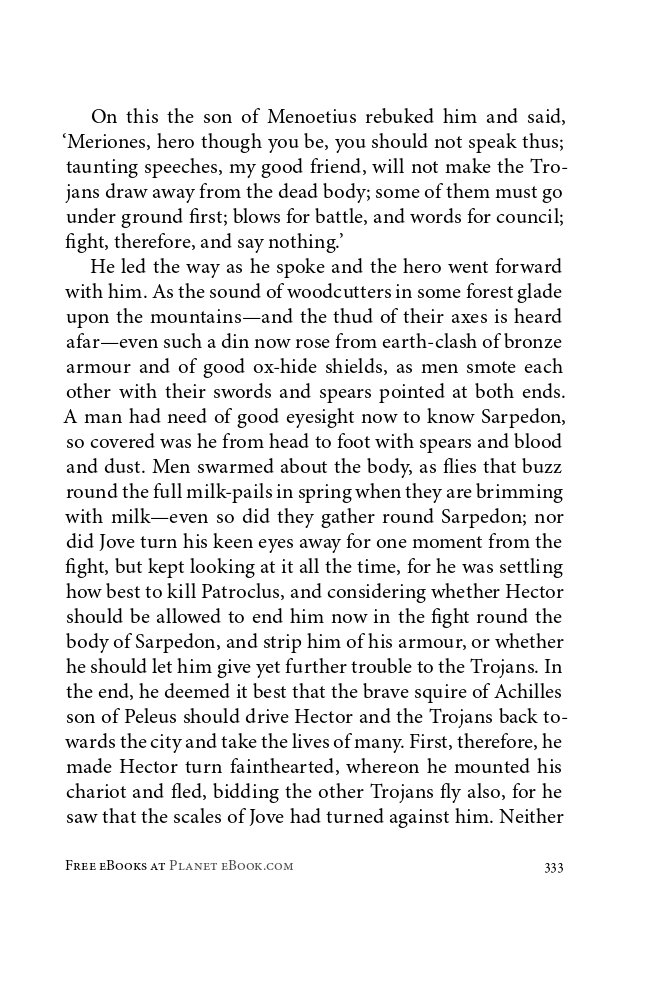 On this the son of Menoetius rebuked him and said,
‘Meriones, hero though you be, you should not speak thus;
taunting speeches, my good friend, will not make the Tro-
jans draw away from the dead body; some of them must go
under ground first; blows for battle, and words for council;
fight, therefore, and say nothing.’
He led the way as he spoke and the hero went forward
with him. As the sound of woodcutters in some forest glade
upon the mountains—and the thud of their axes is heard
afar—even such a din now rose from earth-clash of bronze
armour and of good ox-hide shields, as men smote each
other with their swords and spears pointed at both ends.
A man had need of good eyesight now to know Sarpedon,
so covered was he from head to foot with spears and blood
and dust. Men swarmed about the body, as flies that buzz
round the full milk-pails in spring when they are brimming
with milk—even so did they gather round Sarpedon; nor
did Jove turn his keen eyes away for one moment from the
fight, but kept looking at it all the time, for he was settling
how best to kill Patroclus, and considering whether Hector
should be allowed to end him now in the fight round the
body of Sarpedon, and strip him of his armour, or whether
he should let him give yet further trouble to the Trojans. In
the end, he deemed it best that the brave squire of Achilles
son of Peleus should drive Hector and the Trojans back to-
wards the city and take the lives of many. First, therefore, he
made Hector turn fainthearted, whereon he mounted his
chariot and fled, bidding the other Trojans fly also, for he
saw that the scales of Jove had turned against him. Neither
Free eBooks at Planet eBook.com 333